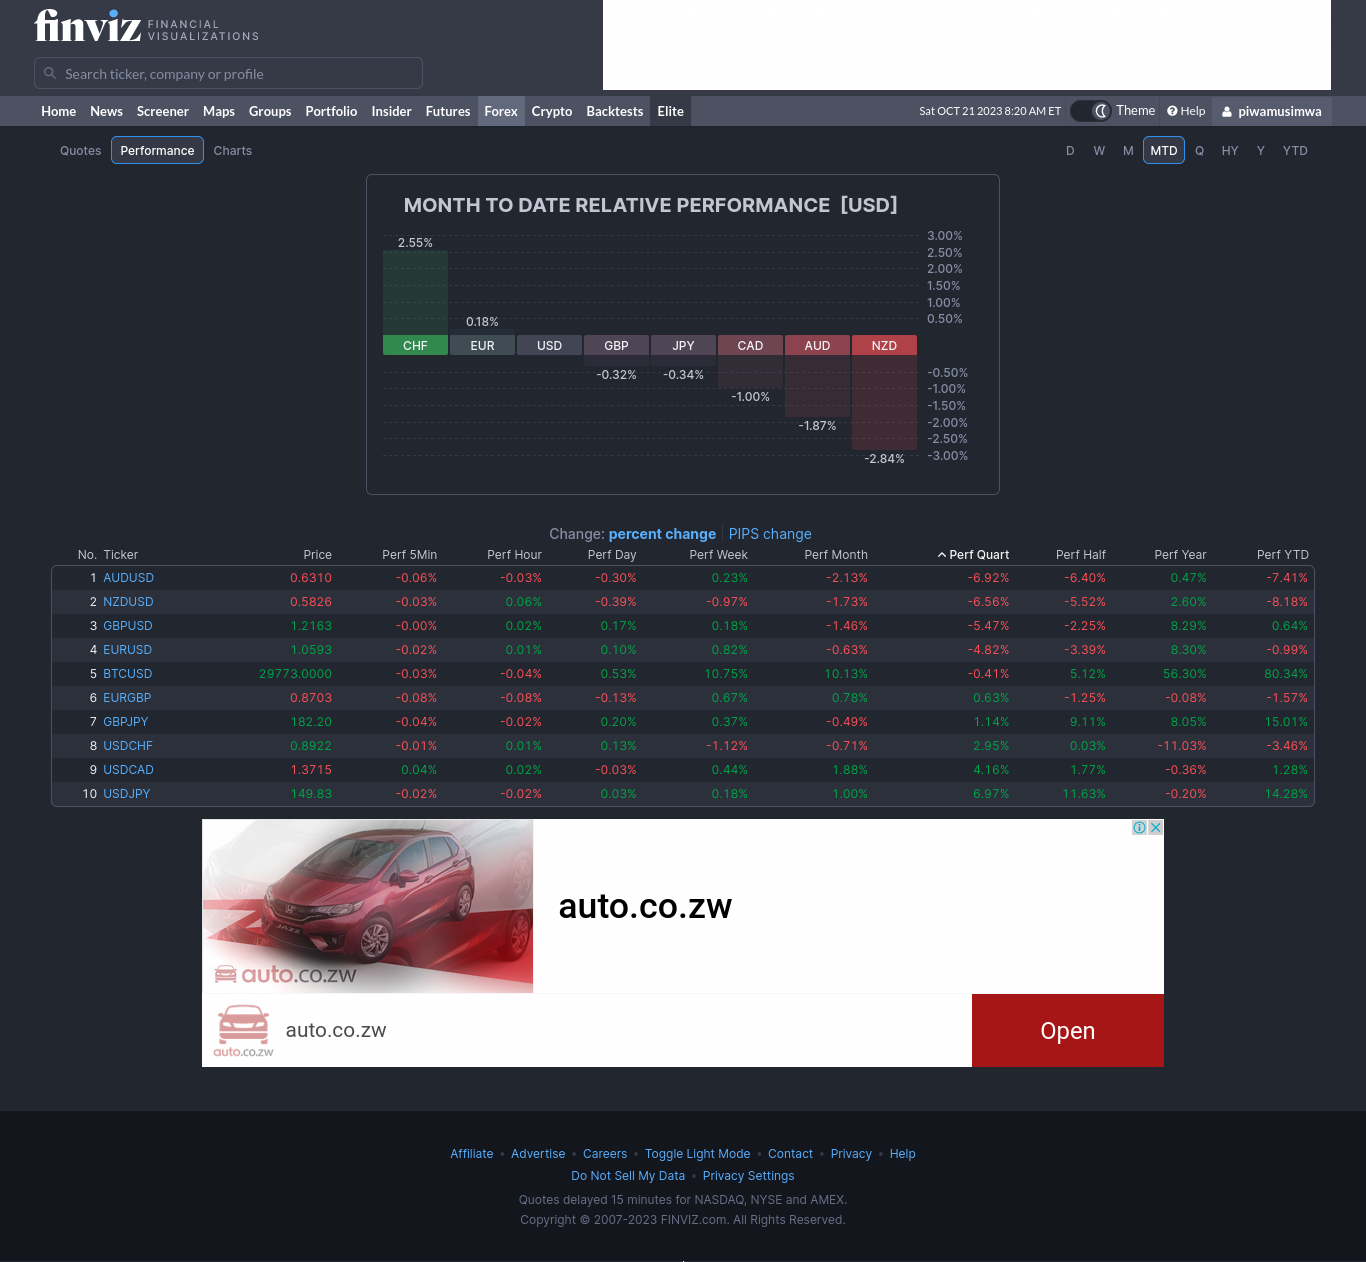 finviz FINANCIAL
VISUALIZATIONS
Search ticker, company or profile
Home News Screener Maps Groups Portfolio Insider Futures Forex Crypto Backtests Elite Sat OCT 21 2023 8:20 AM ET Theme Help piwamusimwa
Quotes Performance Charts D W M MTD Q HY Y YTD
MONTH TO DATE RELATIVE PERFORMANCE [USD]
3.00%
2.55%
2.50%
2.00%
1.50%
1.00%
0.18% 0.50%
CHF EUR USD GBP JPY CAD AUD NZD
-0.32% -0.34% -0.50%
-1.00%
-1.00%
-1.50%
-1.87% -2.00%
-2.50%
-2.84% -3.00%
Change: percent change PIPS change
No. Ticker Price Perf 5Min Perf Hour Perf Day Perf Week Perf Month Perf Quart Perf Half Perf Year Perf YTD
1 AUDUSD 0.6310 -0.06% -0.03% -0.30% 0.23% -2.13% -6.92% -6.40% 0.47% -7.41%
2 NZDUSD 0.5826 -0.03% 0.06% -0.39% -0.97% -1.73% -6.56% -5.52% 2.60% -8.18%
3 GBPUSD 1.2163 -0.00% 0.02% 0.17% 0.18% -1.46% -5.47% -2.25% 8.29% 0.64%
4 EURUSD 1.0593 -0.02% 0.01% 0.10% 0.82% -0.63% -4.82% -3.39% 8.30% -0.99%
5 BTCUSD 29773.0000 -0.03% -0.04% 0.53% 10.75% 10.13% -0.41% 5.12% 56.30% 80.34%
6 EURGBP 0.8703 -0.08% -0.08% -0.13% 0.67% 0.78% 0.63% -1.25% -0.08% -1.57%
7 GBPJPY 182.20 -0.04% -0.02% 0.20% 0.37% -0.49% 1.14% 9.11% 8.05% 15.01%
8 USDCHF 0.8922 -0.01% 0.01% 0.13% -1.12% -0.71% 2.95% 0.03% -11.03% -3.46%
9 USDCAD 1.3715 0.04% 0.02% -0.03% 0.44% 1.88% 4.16% 1.77% -0.36% 1.28%
10 USDJPY 149.83 -0.02% -0.02% 0.03% 0.18% 1.00% 6.97% 11.63% -0.20% 14.28%
auto.co.zw
JAZZ
auto.co.zw
auto.co.zw
auto.co.zw
Open
Affiliate • Advertise • Careers • Toggle Light Mode • Contact • Privacy • Help
Do Not Sell My Data • Privacy Settings
Quotes delayed 15 minutes for NASDAQ, NYSE and AMEX.
Copyright © 2007-2023 FINVIZ.com. All Rights Reserved.